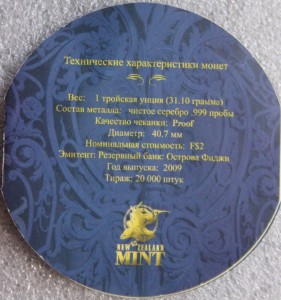 Технические характеристики монет
Вес: 1 тройская унция (31.10 грамма)
Состав металла: чистое серебро .999 пробы
Качество чеканки: Proof
Диаметр: 40.7 мм
Номинальная стоимость: F$2
Эмитент: Резервный банк: Острова Фиджи
Год выпуска: 2009
Тираж: 20 000 штук
NEW ZEALAND
MINT